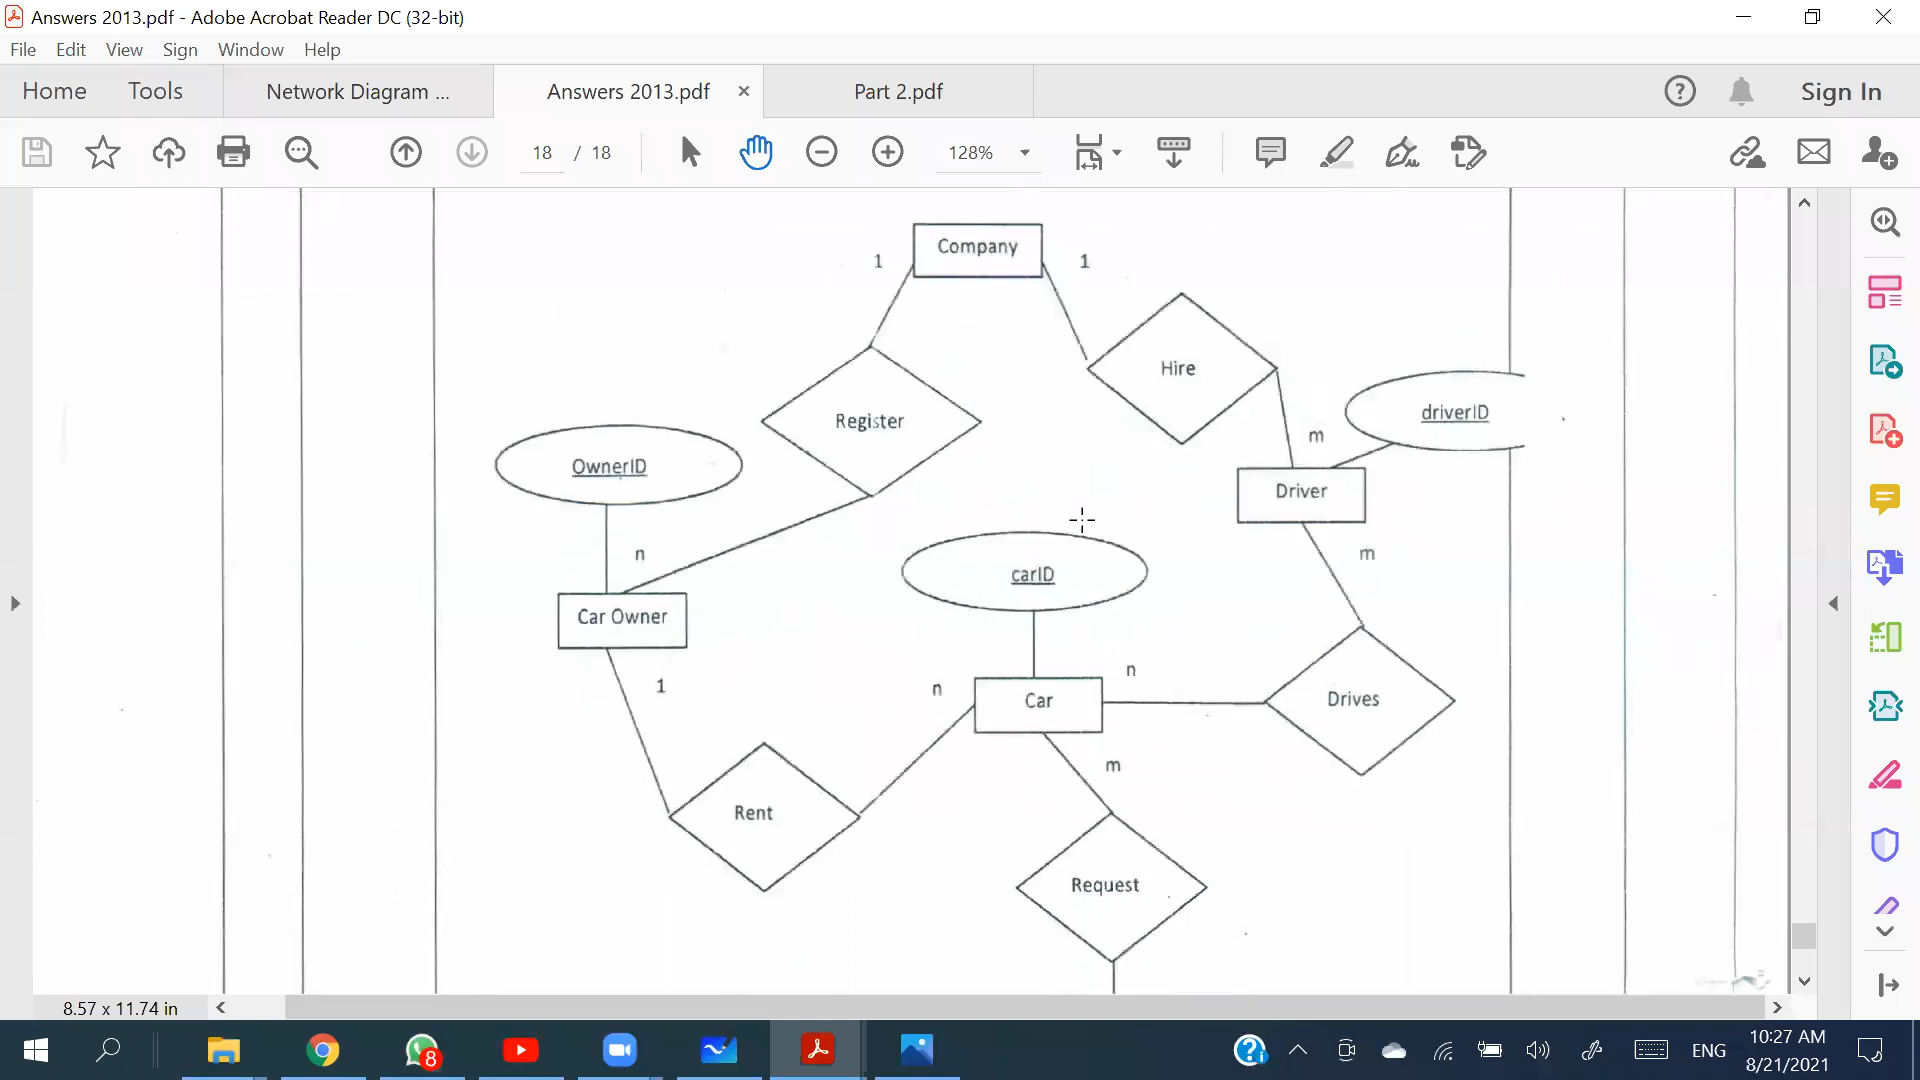 Answers 2013.pdf - Adobe Acrobat Reader DC (32-bit)
File Edit View Sign Window Help
Home Tools Network Diagram ... Answers 2013.pdf × Part 2.pdf Sign In
18 / 18 128%
Company
1 1
Hire
driverID
Register
m
OwnerID
Driver
n
m
carID
Car Owner
n
1
n
Car
Drives
m
Rent
Request
8.57 x 11.74 in
8
ENG
10:27 AM
8/21/2021